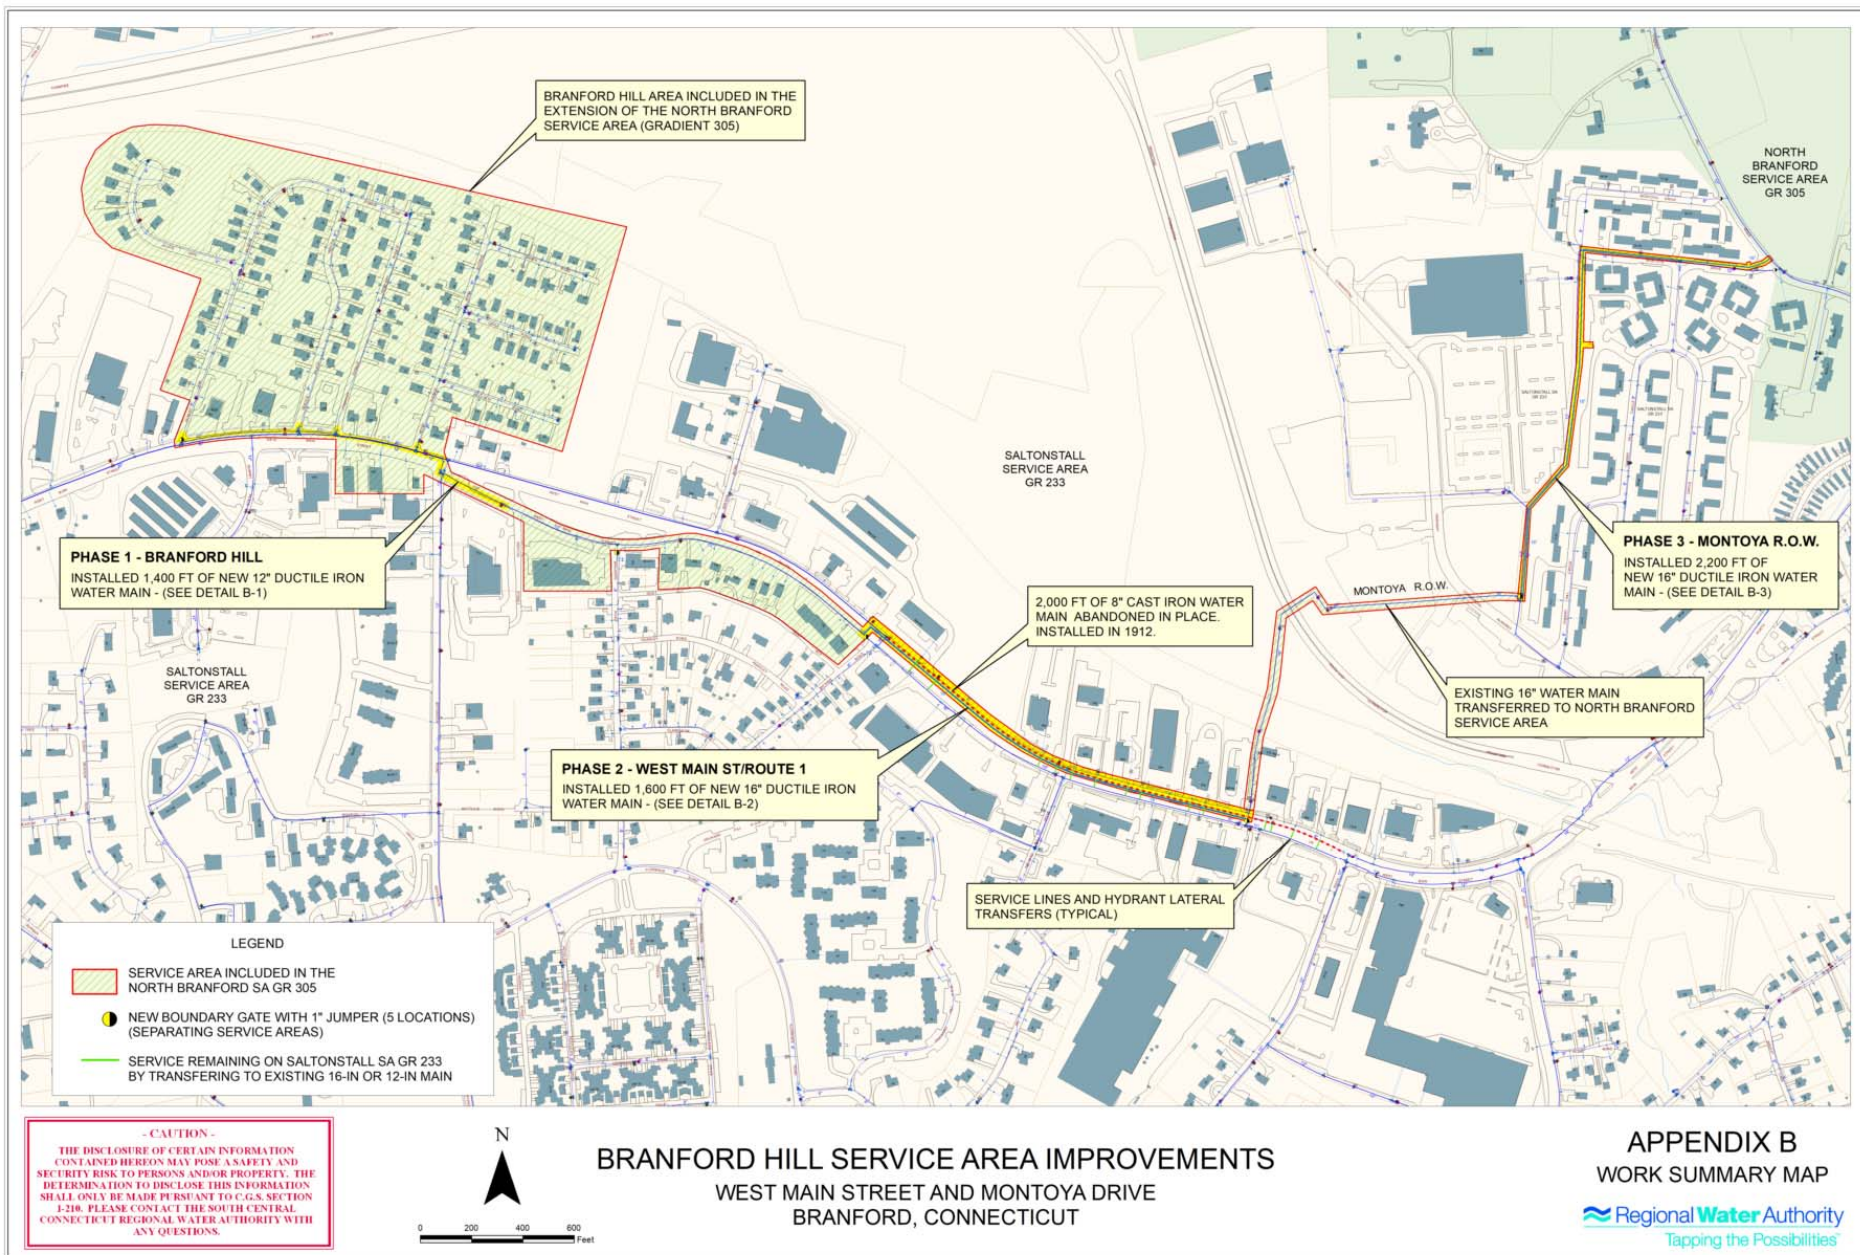 BRANFORD HILL AREA INCLUDED IN THE
EXTENSION OF THE NORTH BRANFORD
SERVICE AREA (GRADIENT 305)
NORTH
BRANFORD
SERVICE AREA
GR 305
SALTONSTALL
SERVICE AREA
GR 233
PHASE 1 - BRANFORD HILL
INSTALLED 1,400 FT OF NEW 12" DUCTILE IRON
WATER MAIN - (SEE DETAIL B-1)
PHASE 3 - MONTOYA R.O.W.
INSTALLED 2,200 FT OF
NEW 16" DUCTILE IRON WATER
MAIN - (SEE DETAIL B-3)
MONTOYA R.O.W.
2,000 FT OF 8" CAST IRON WATER
MAIN ABANDONED IN PLACE.
INSTALLED IN 1912.
SALTONSTALL
SERVICE AREA
GR 233
EXISTING 16" WATER MAIN
TRANSFERRED TO NORTH BRANFORD
SERVICE AREA
PHASE 2 - WEST MAIN ST/ROUTE 1
INSTALLED 1,600 FT OF NEW 16" DUCTILE IRON
WATER MAIN - (SEE DETAIL B-2)
SERVICE LINES AND HYDRANT LATERAL
TRANSFERS (TYPICAL)
LEGEND
SERVICE AREA INCLUDED IN THE
NORTH BRANFORD SA GR 305
NEW BOUNDARY GATE WITH 1" JUMPER (5 LOCATIONS)
(SEPARATING SERVICE AREAS)
SERVICE REMAINING ON SALTONSTALL SA GR 233
BY TRANSFERING TO EXISTING 16-IN OR 12-IN MAIN
- CAUTION -
THE DISCLOSURE OF CERTAIN INFORMATION
CONTAINED HEREON MAY POSE A SAFETY AND
SECURITY RISK TO PERSONS AND/OR PROPERTY. THE
DETERMINATION TO DISCLOSE THIS INFORMATION
SHALL ONLY BE MADE PURSUANT TO C.G.S. SECTION
1-210. PLEASE CONTACT THE SOUTH CENTRAL
CONNECTICUT REGIONAL WATER AUTHORITY WITH
ANY QUESTIONS.
N
0 200 400 600
Feet
BRANFORD HILL SERVICE AREA IMPROVEMENTS
WEST MAIN STREET AND MONTOYA DRIVE
BRANFORD, CONNECTICUT
APPENDIX B
WORK SUMMARY MAP
Regional Water Authority
Tapping the Possibilities